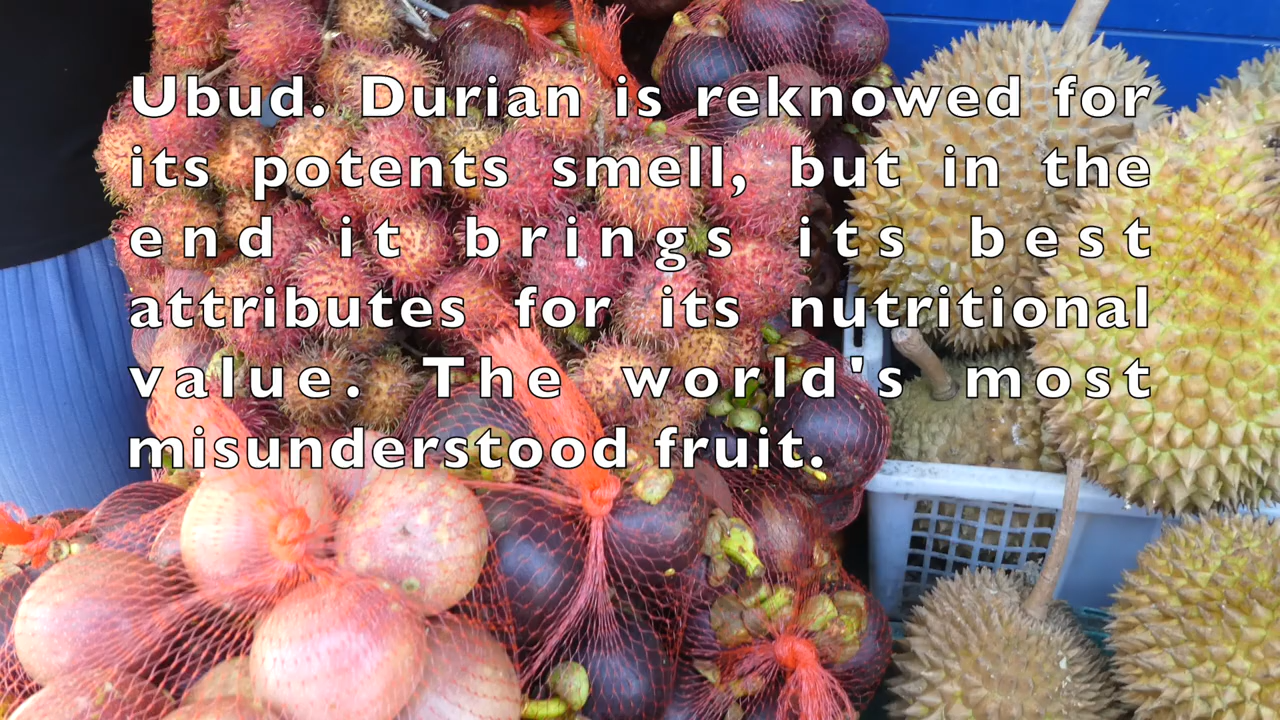 Ubud. Durian is reknowed for
its potents smell, but in the
end it brings its best
attributes for its nutritional
value. The world's most
misunderstood fruit.